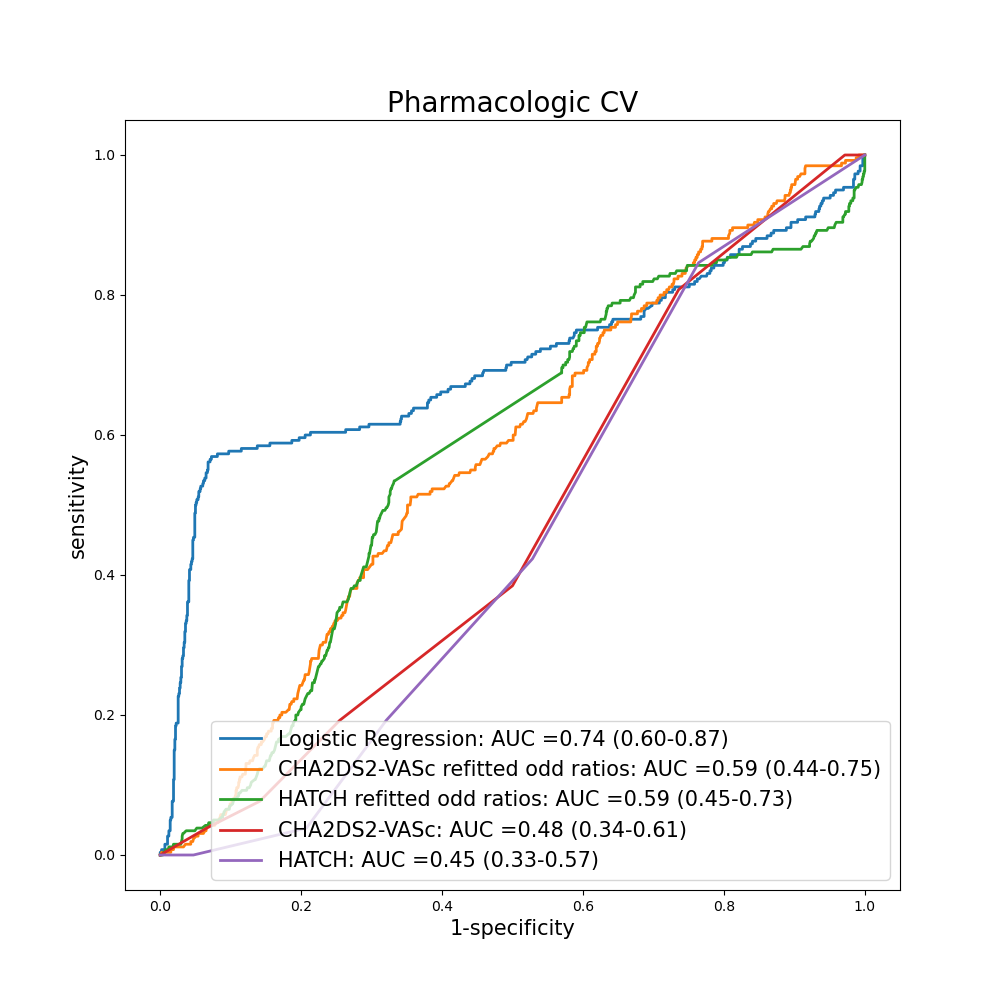 Pharmacologic CV
sensitivity
1.0
0.8
0.6
0.4
0.2
0.0
Logistic Regression: AUC =0.74 (0.60-0.87)
CHA2DS2-VASc refitted odd ratios: AUC =0.59 (0.44-0.75)
HATCH refitted odd ratios: AUC =0.59 (0.45-0.73)
CHA2DS2-VASc: AUC =0.48 (0.34-0.61)
HATCH: AUC =0.45 (0.33-0.57)
0.0 0.2 0.4 0.6 0.8 1.0
1-specificity